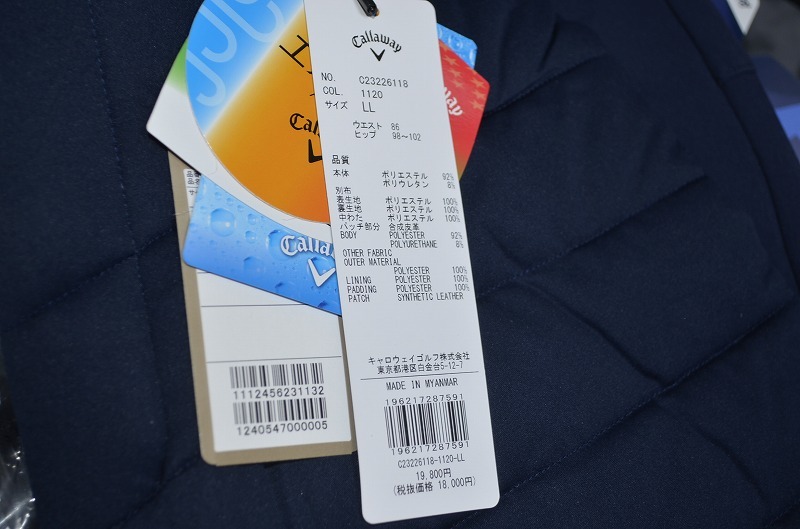 Callaway
NO. C23226118
COL. 1120
サイズ LL
ウエスト 86
ヒップ 98〜102
品質
本体 ポリエステル 92%
ポリウレタン 8%
別布
表生地 ポリエステル 100%
裏生地 ポリエステル 100%
中わた ポリエステル 100%
パッチ部分 合成皮革
BODY POLYESTER 92%
POLYURETHANE 8%
OTHER FABRIC
OUTER MATERIAL
POLYESTER 100%
LINING POLYESTER 100%
PADDING POLYESTER 100%
PATCH SYNTHETIC LEATHER
キャロウェイゴルフ株式会社
東京都港区白金台5-12-7
MADE IN MYANMAR
196217287591
196217287591
C23226118-1120-LL
19,800円
(税抜価格 18,000円)
Callaway
1112456231132
1240547000005